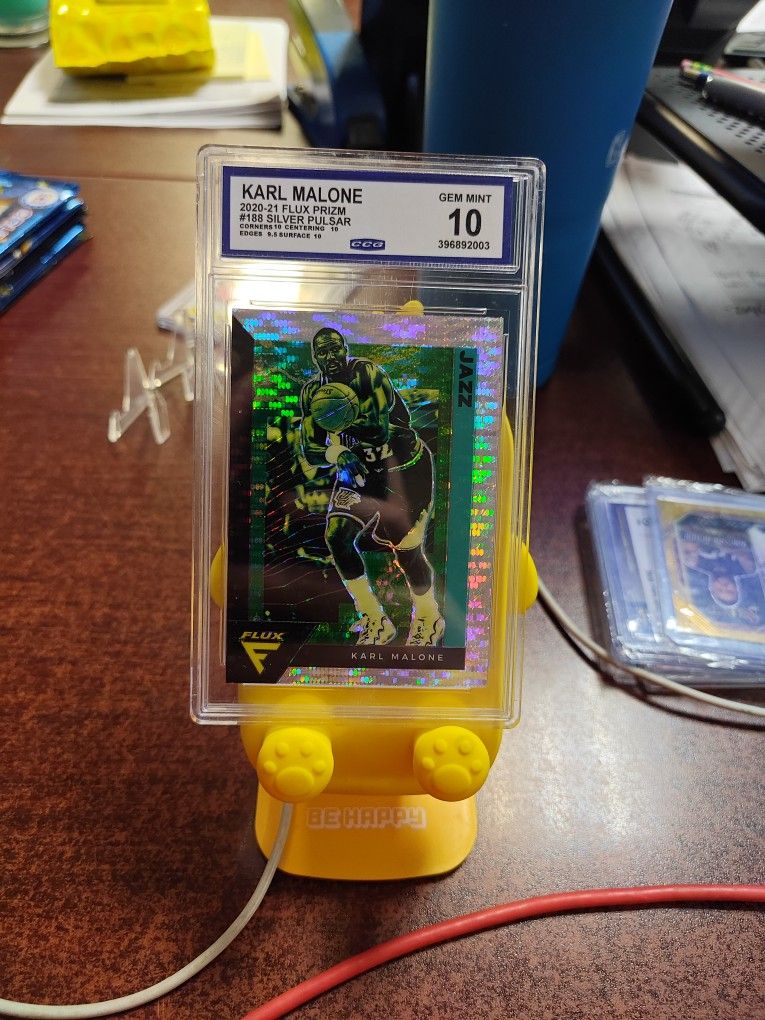 KARL MALONE
2020-21 FLUX PRIZM
#188 SILVER PULSAR
CORNERS 10 CENTERING 10
EDGES 9.5 SURFACE 10
CCG
GEM MINT
10
396892003
JAZZ
32
FLUX
KARL MALONE
BE HAPPY